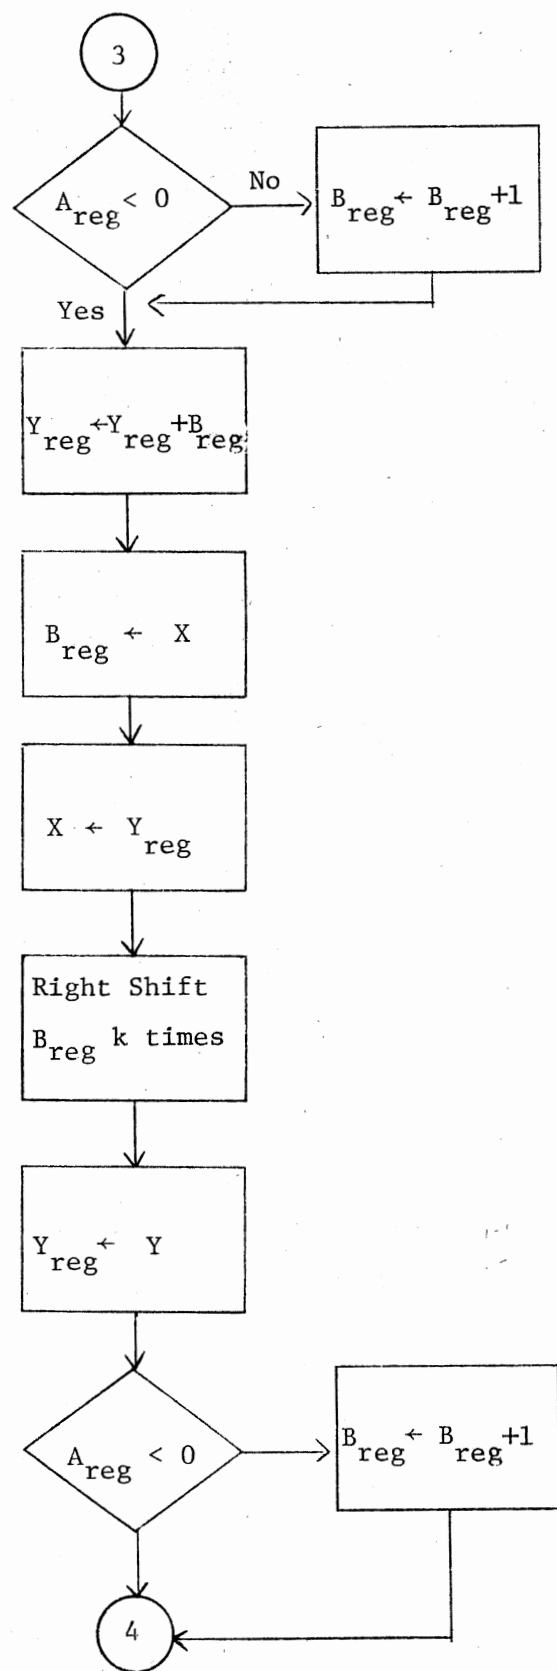 3
A_reg < 0
No
B_reg ← B_reg+1
Yes
Y_reg←Y_reg+B_reg
B_reg ← X
X ← Y_reg
Right Shift
B_reg k times
Y_reg← Y
A_reg < 0
B_reg← B_reg+1
4